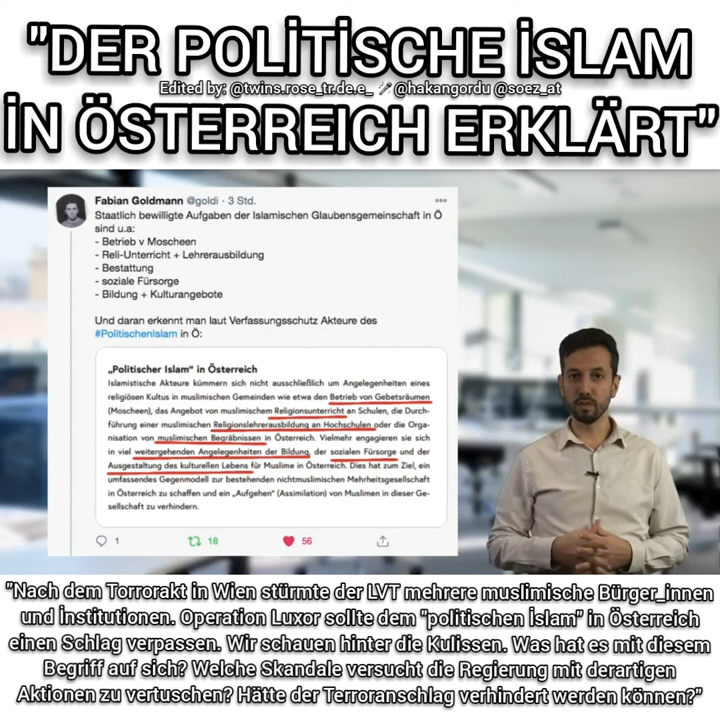 "DER POLİTİSCHE İSLAM
Edited by: @twins.rose_tr.de.e_ 🎤@hakangordu @soez_at
İN ÖSTERREICH ERKLÄRT"
Fabian Goldmann @goldi · 3 Std.
Staatlich bewilligte Aufgaben der Islamischen Glaubensgemeinschaft in Ö
sind u.a:
- Betrieb v Moscheen
- Reli-Unterricht + Lehrerausbildung
- Bestattung
- soziale Fürsorge
- Bildung + Kulturangebote
Und daran erkennt man laut Verfassungsschutz Akteure des
#PolitischenIslam in Ö:
„Politischer Islam“ in Österreich
Islamistische Akteure kümmern sich nicht ausschließlich um Angelegenheiten eines
religiösen Kultus in muslimischen Gemeinden wie etwa den Betrieb von Gebetsräumen
(Moscheen), das Angebot von muslimischem Religionsunterricht an Schulen, die Durch-
führung einer muslimischen Religionslehrerausbildung an Hochschulen oder die Orga-
nisation von muslimischen Begräbnissen in Österreich. Vielmehr engagieren sie sich
in viel weitergehenden Angelegenheiten der Bildung, der sozialen Fürsorge und der
Ausgestaltung des kulturellen Lebens für Muslime in Österreich. Dies hat zum Ziel, ein
umfassendes Gegenmodell zur bestehenden nichtmuslimischen Mehrheitsgesellschaft
in Österreich zu schaffen und ein „Aufgehen“ (Assimilation) von Muslimen in dieser Ge-
sellschaft zu verhindern.
1 18 56
"Nach dem Torrorakt in Wien stürmte der LVT mehrere muslimische Bürger_innen
und İnstitutionen. Operation Luxor sollte dem "politischen İslam" in Österreich
einen Schlag verpassen. Wir schauen hinter die Kulissen. Was hat es mit diesem
Begriff auf sich? Welche Skandale versucht die Regierung mit derartigen
Aktionen zu vertuschen? Hätte der Terroranschlag verhindert werden können?"